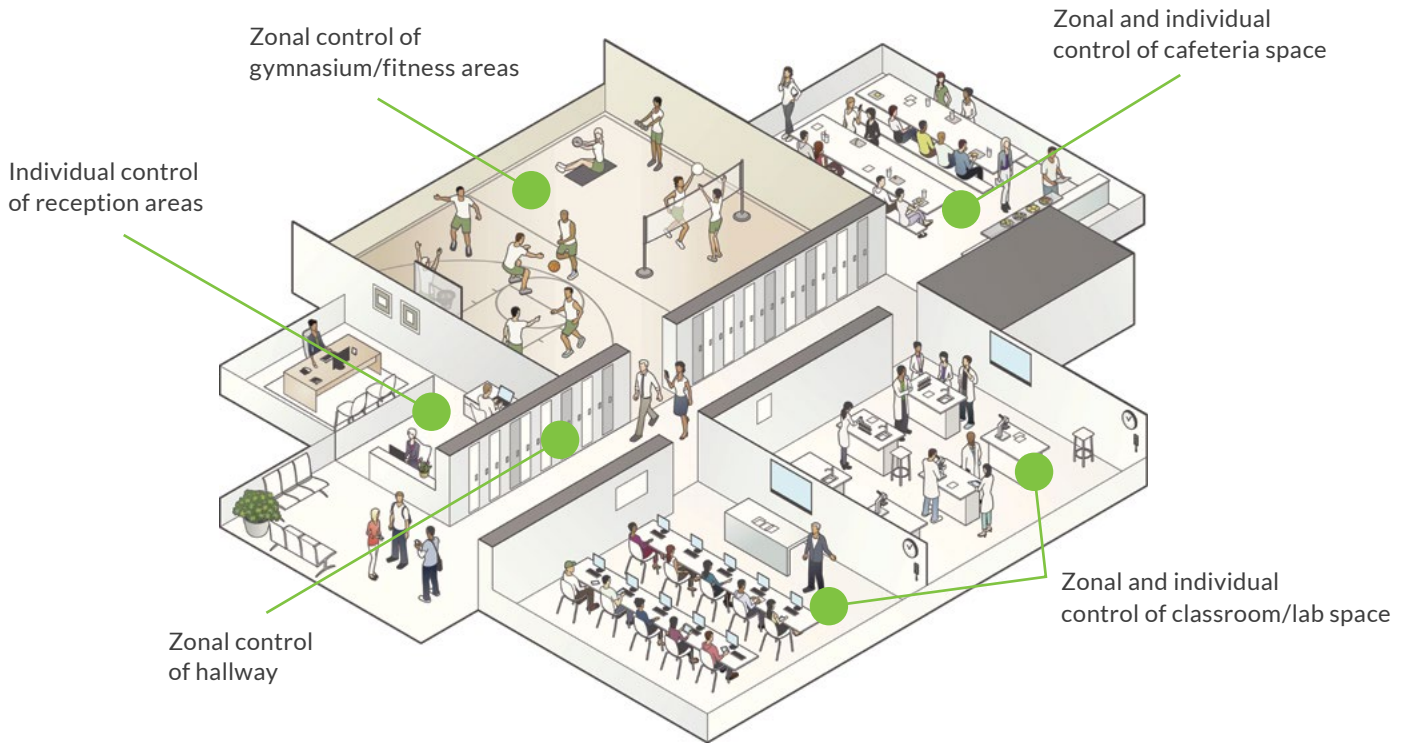 Zonal control of
gymnasium/fitness areas
Zonal and individual
control of cafeteria space
Individual control
of reception areas
Zonal and individual
control of classroom/lab space
Zonal control
of hallway